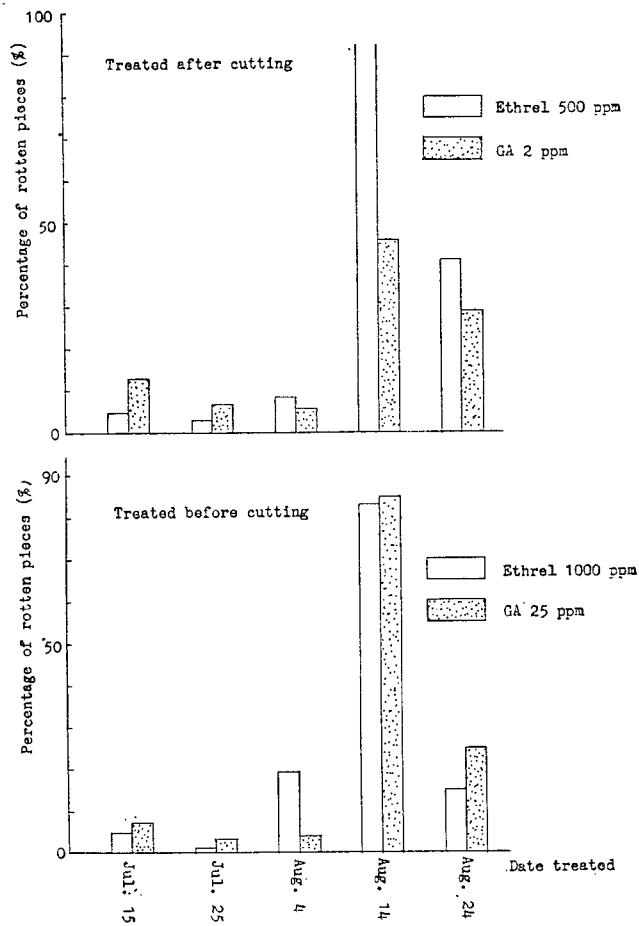 Percentage of rotten pieces (%)
100
50
0
Treated after cutting
Ethrel 500 ppm
GA 2 ppm
Percentage of rotten pieces (%)
90
50
0
Treated before cutting
Ethrel 1000 ppm
GA 25 ppm
Jul. 15
Jul. 25
Aug. 4
Aug. 14
Aug. 24
Date treated